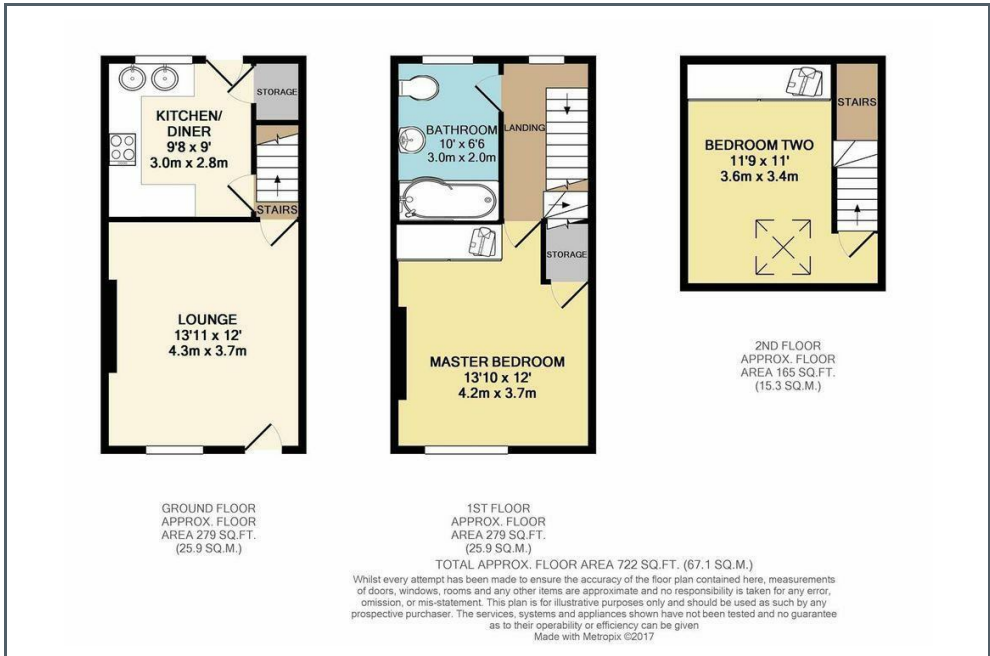 STORAGE
KITCHEN/
DINER
9'8 x 9'
3.0m x 2.8m
STAIRS
LOUNGE
13'11 x 12'
4.3m x 3.7m
GROUND FLOOR
APPROX. FLOOR
AREA 279 SQ.FT.
(25.9 SQ.M.)
BATHROOM
10' x 6'6
3.0m x 2.0m
LANDING
STORAGE
MASTER BEDROOM
13'10 x 12'
4.2m x 3.7m
1ST FLOOR
APPROX. FLOOR
AREA 279 SQ.FT.
(25.9 SQ.M.)
STAIRS
BEDROOM TWO
11'9 x 11'
3.6m x 3.4m
2ND FLOOR
APPROX. FLOOR
AREA 165 SQ.FT.
(15.3 SQ.M.)
TOTAL APPROX. FLOOR AREA 722 SQ.FT. (67.1 SQ.M.)
Whilst every attempt has been made to ensure the accuracy of the floor plan contained here, measurements
of doors, windows, rooms and any other items are approximate and no responsibility is taken for any error,
omission, or mis-statement. This plan is for illustrative purposes only and should be used as such by any
prospective purchaser. The services, systems and appliances shown have not been tested and no guarantee
as to their operability or efficiency can be given
Made with Metropix ©2017